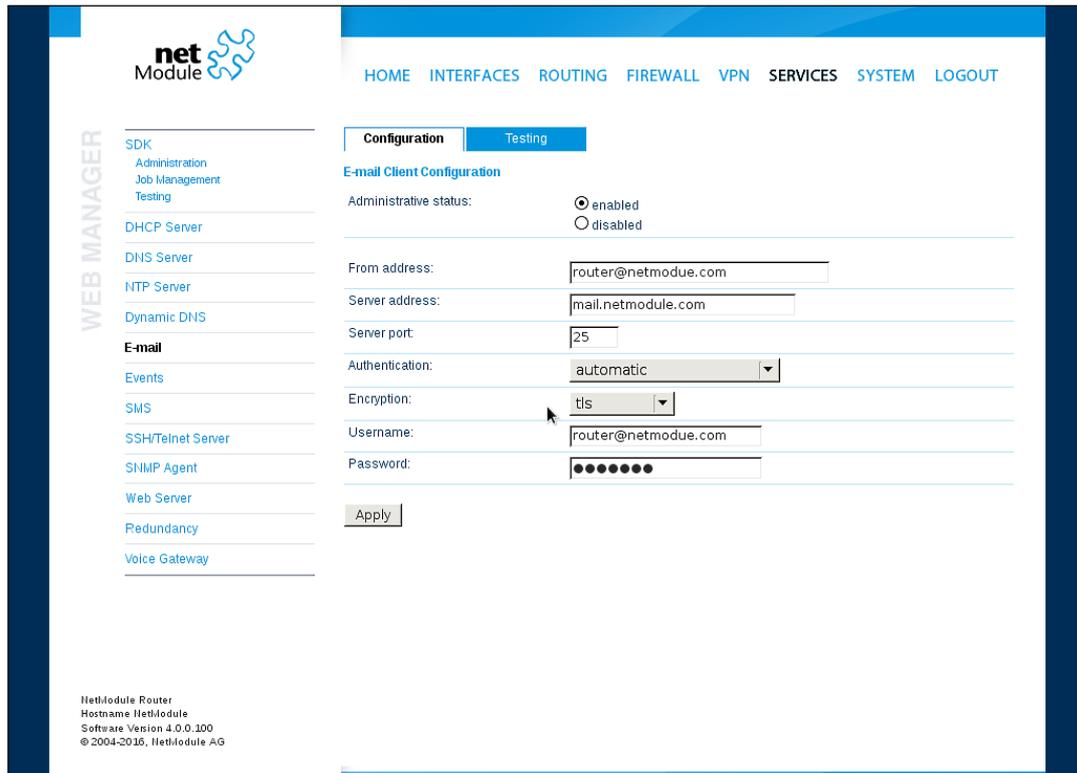 net
Module
HOME INTERFACES ROUTING FIREWALL VPN SERVICES SYSTEM LOGOUT
WEB MANAGER
SDK
Administration
Job Management
Testing
DHCP Server
DNS Server
NTP Server
Dynamic DNS
E-mail
Events
SMS
SSH/Telnet Server
SNMP Agent
Web Server
Redundancy
Voice Gateway
Configuration Testing
E-mail Client Configuration
Administrative status: enabled
disabled
From address: router@netmodue.com
Server address: mail.netmodule.com
Server port: 25
Authentication: automatic
Encryption: tls
Username: router@netmodue.com
Password: ●●●●●●●
Apply
NetModule Router
Hostname NetModule
Software Version 4.0.0.100
© 2004-2016, NetModule AG